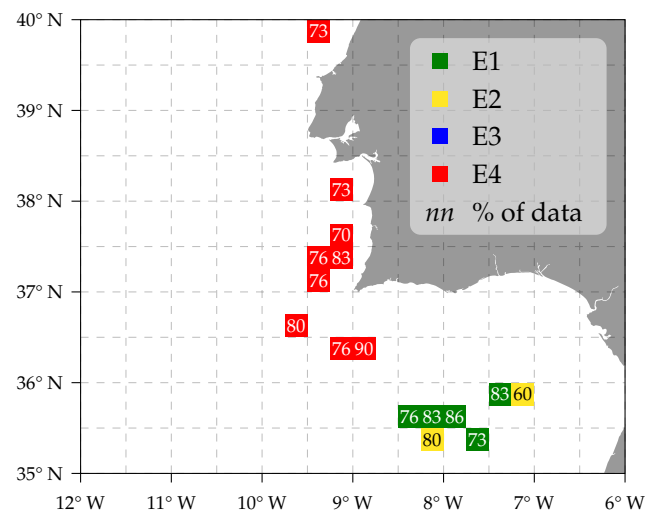 40° N
73
E1
E2
39° N
E3
E4
38° N
73
nn % of data
70
76 83
37° N
76
80
76 90
36° N
83 60
76 83 86
80 73
35° N
12° W 11° W 10° W 9° W 8° W 7° W 6° W